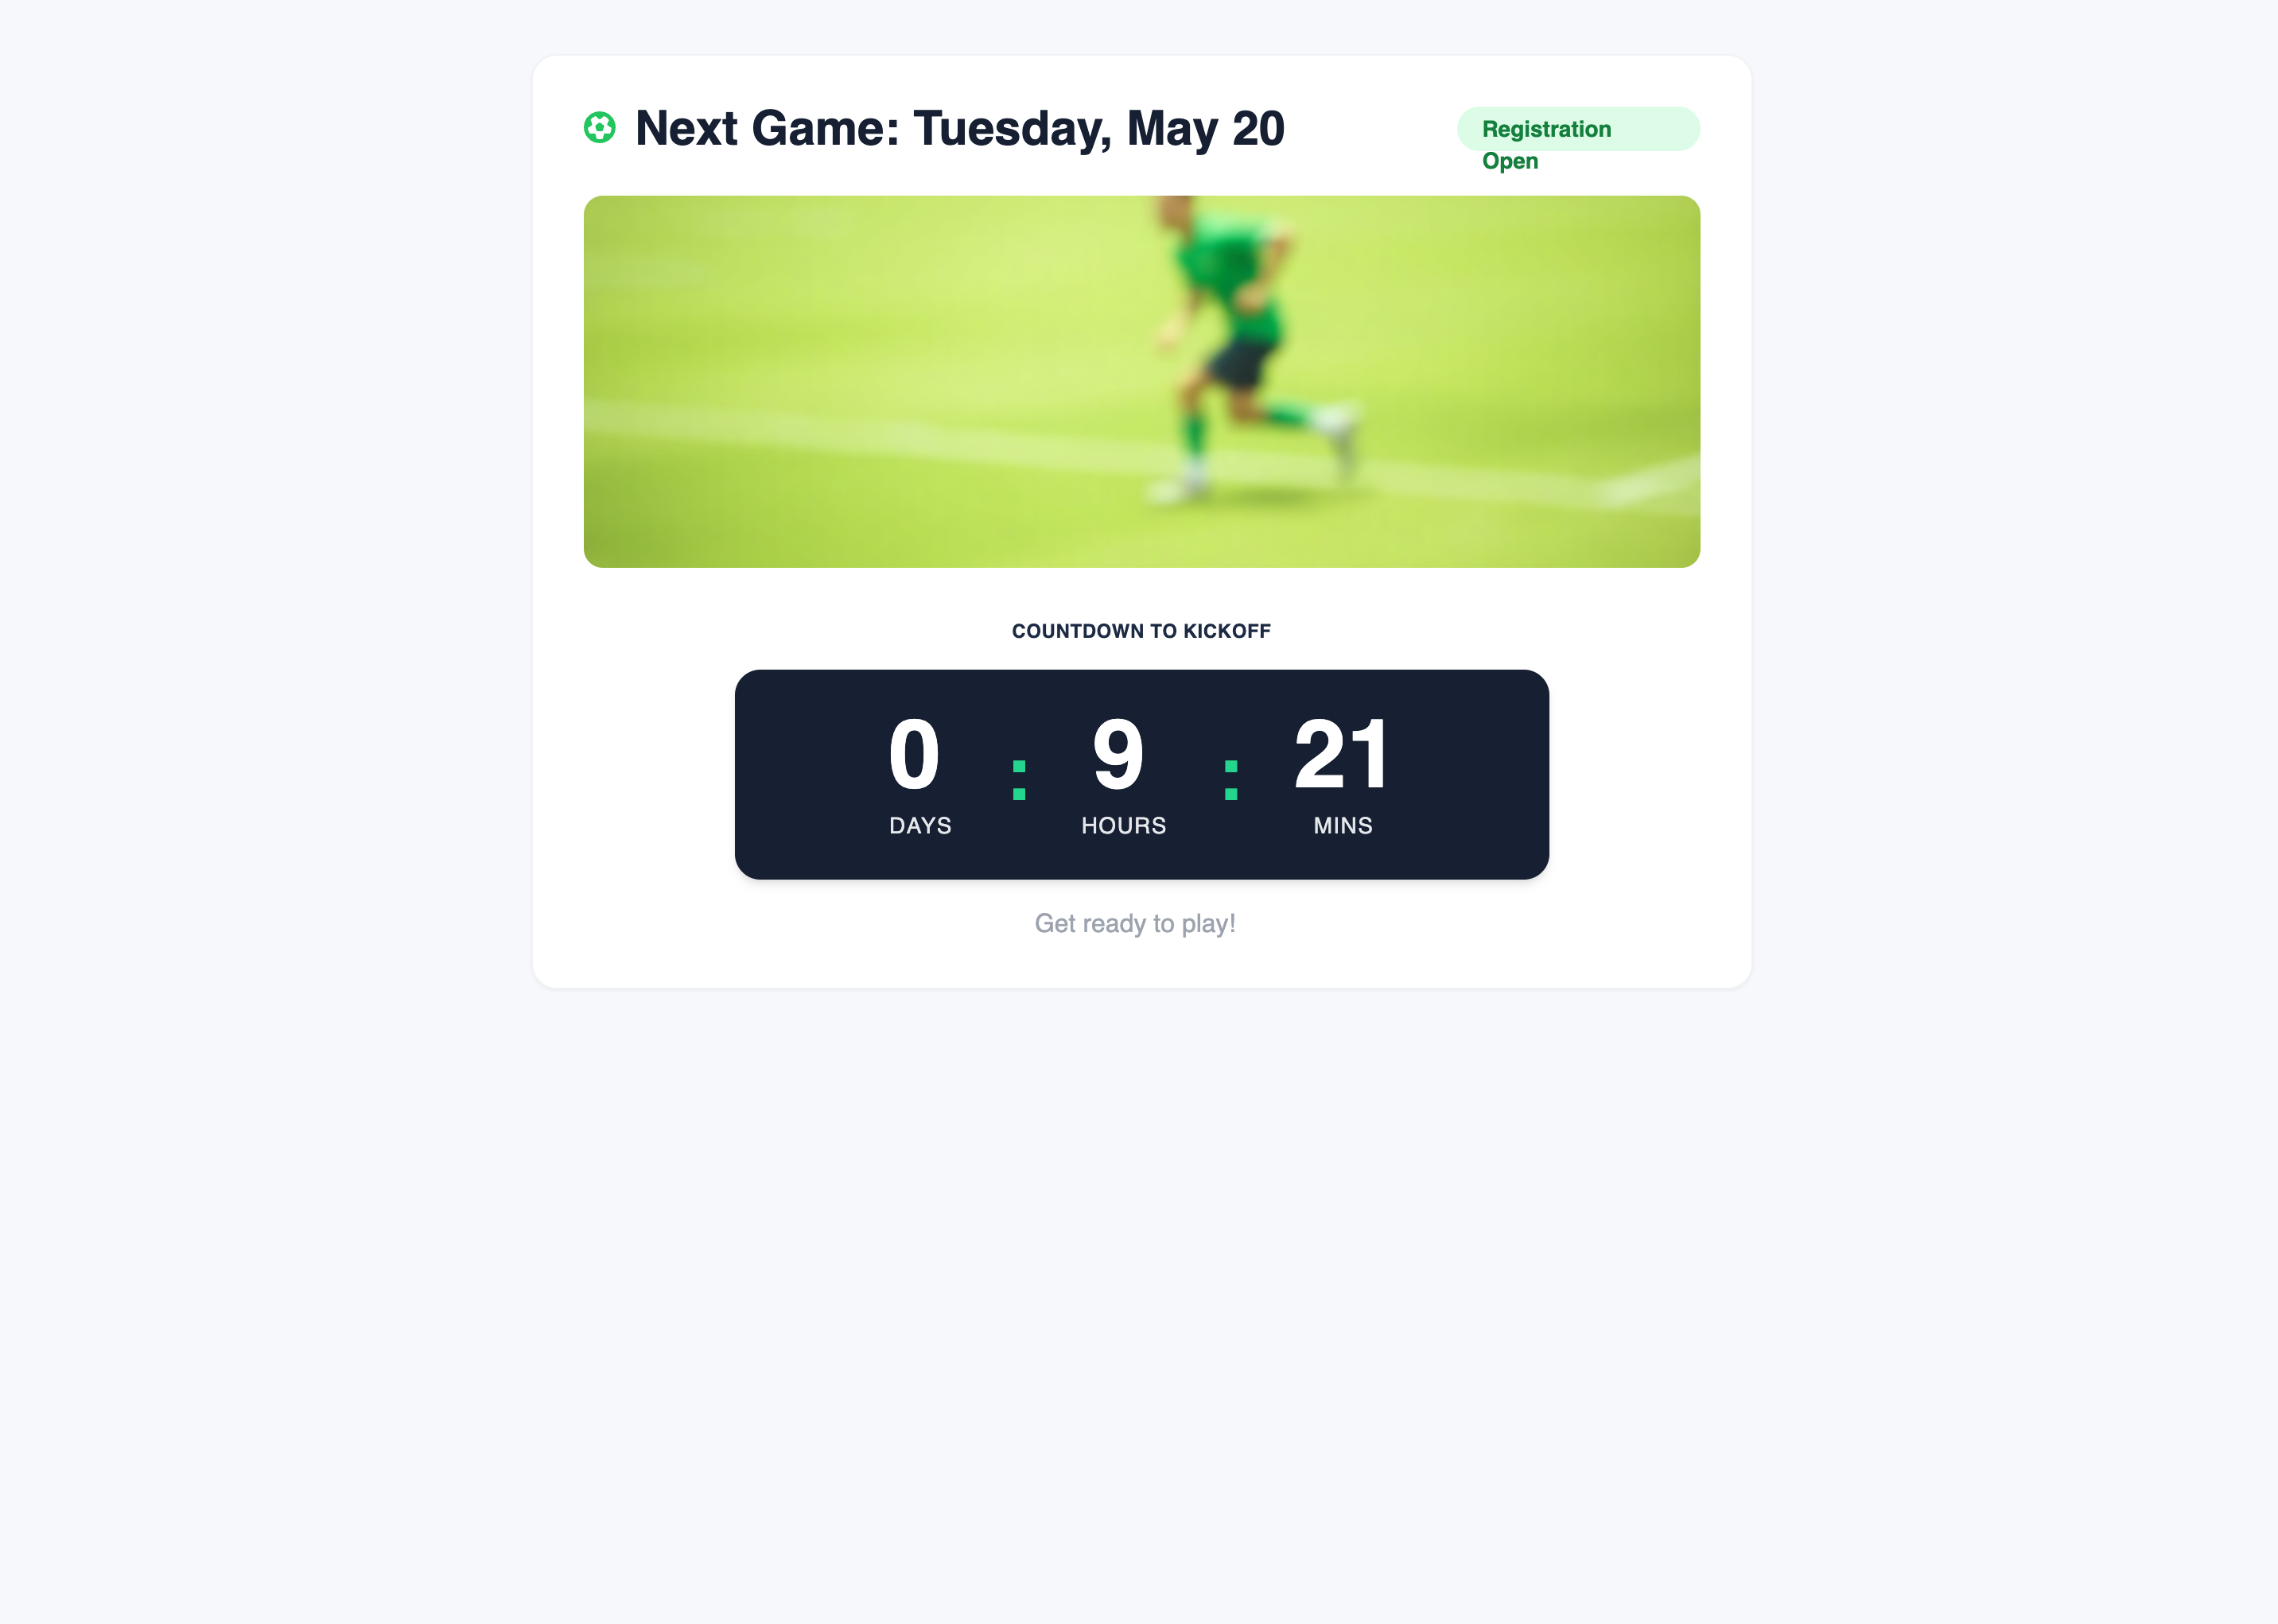 Next Game: Tuesday, May 20
Registration
Open
COUNTDOWN TO KICKOFF
0 : 9 : 21
DAYS HOURS MINS
Get ready to play!